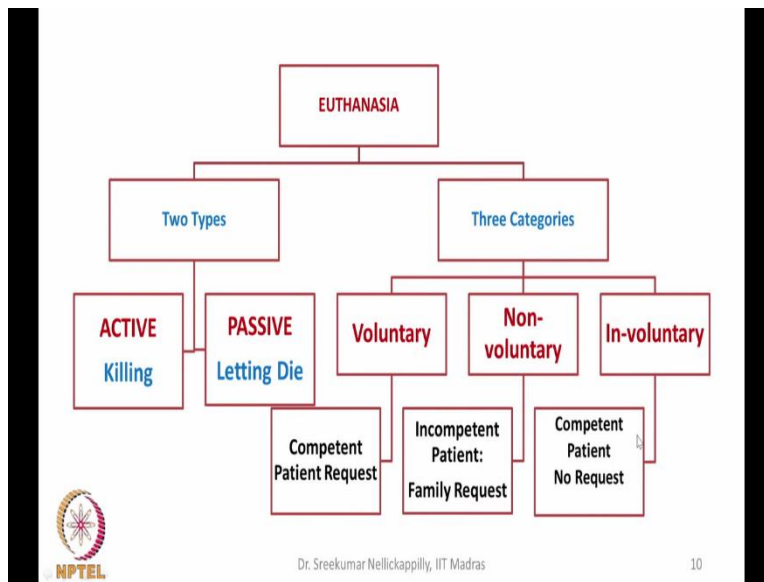 EUTHANASIA
Two Types
Three Categories
ACTIVE
Killing
PASSIVE
Letting Die
Voluntary
Non-
voluntary
In-voluntary
Competent
Patient Request
Incompetent
Patient:
Family Request
Competent
Patient
No Request
NPTEL
Dr. Sreekumar Nellickappilly, IIT Madras
10